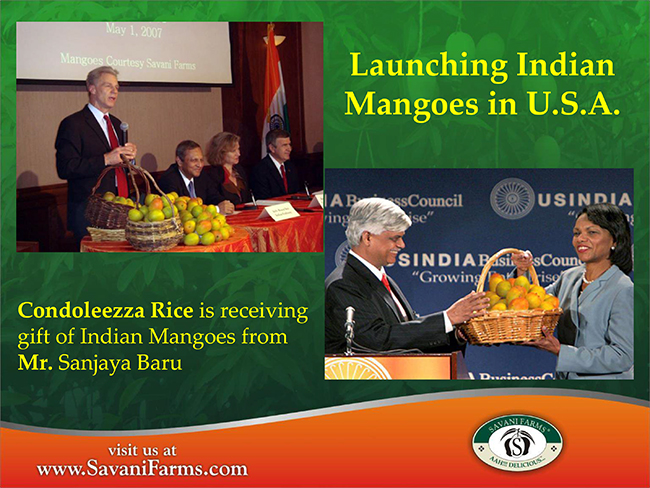 May 1, 2007
Mangoes Courtesy Savani Farms
Launching Indian
Mangoes in U.S.A.
DIA BusinessCouncil
USINDIA
USINDIA BusinessCouncil
"Growing
BusinessCouncil
Condoleezza Rice is receiving
gift of Indian Mangoes from
Mr. Sanjaya Baru
visit us at
www.SavaniFarms.com
SAVANI FARMS
AAH!!! DELICIOUS...